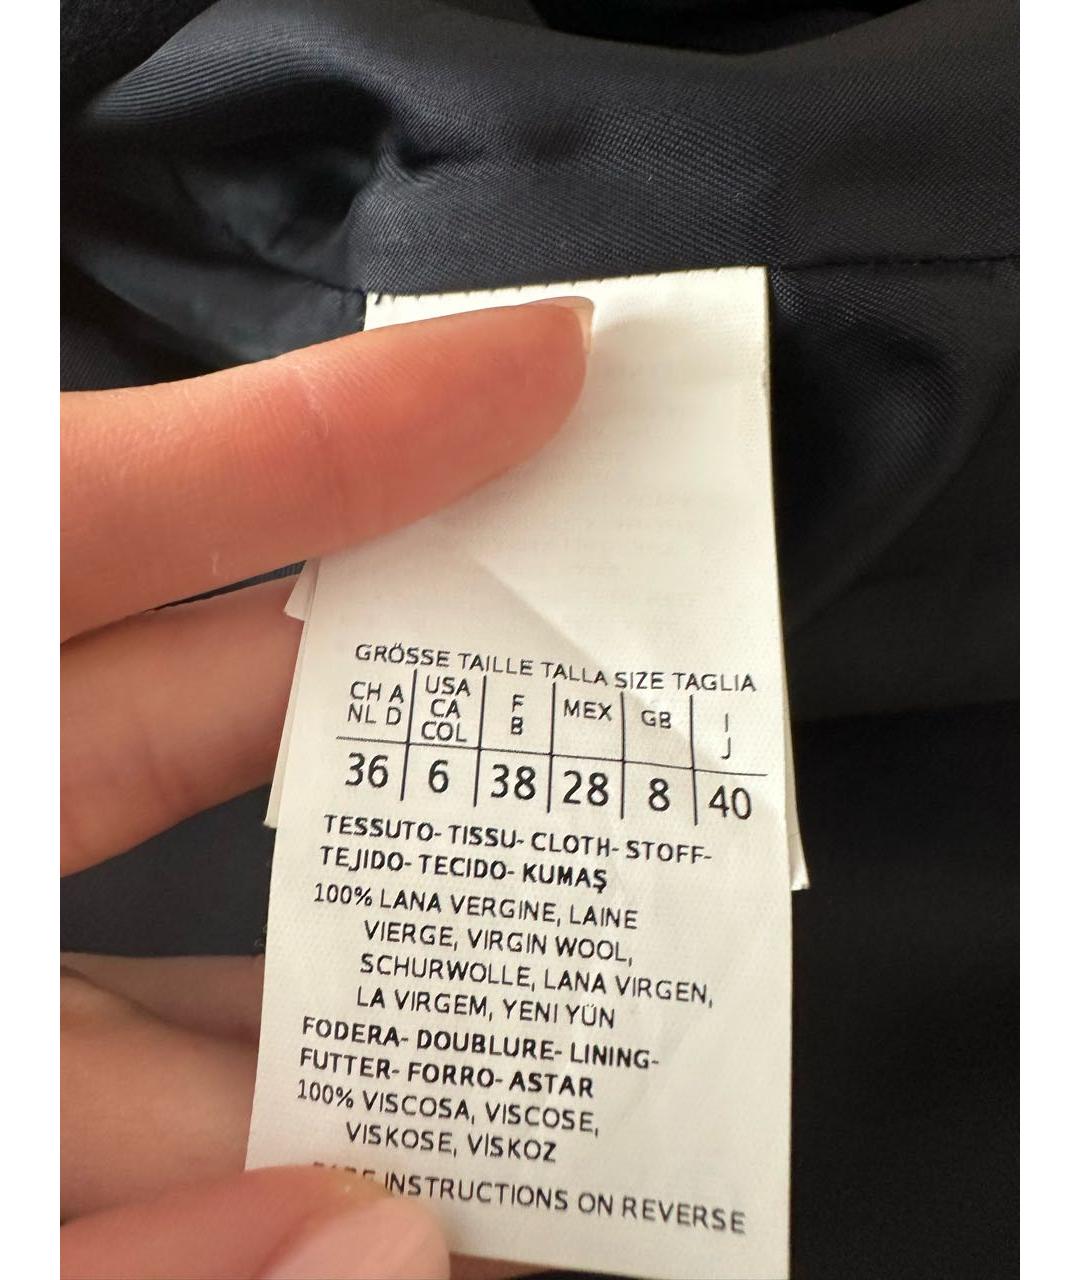 GRÖSSE TAILLE TALLA SIZE TAGLIA
CH A NL D | USA CA COL | F B | MEX | GB | I J
36 | 6 | 38 | 28 | 8 | 40
TESSUTO- TISSU- CLOTH- STOFF-
TEJIDO- TECIDO- KUMAŞ
100% LANA VERGINE, LAINE
VIERGE, VIRGIN WOOL,
SCHURWOLLE, LANA VIRGEN,
LA VIRGEM, YENI YÜN
FODERA- DOUBLURE- LINING-
FUTTER- FORRO- ASTAR
100% VISCOSA, VISCOSE,
VISKOSE, VİSKOZ
INSTRUCTIONS ON REVERSE